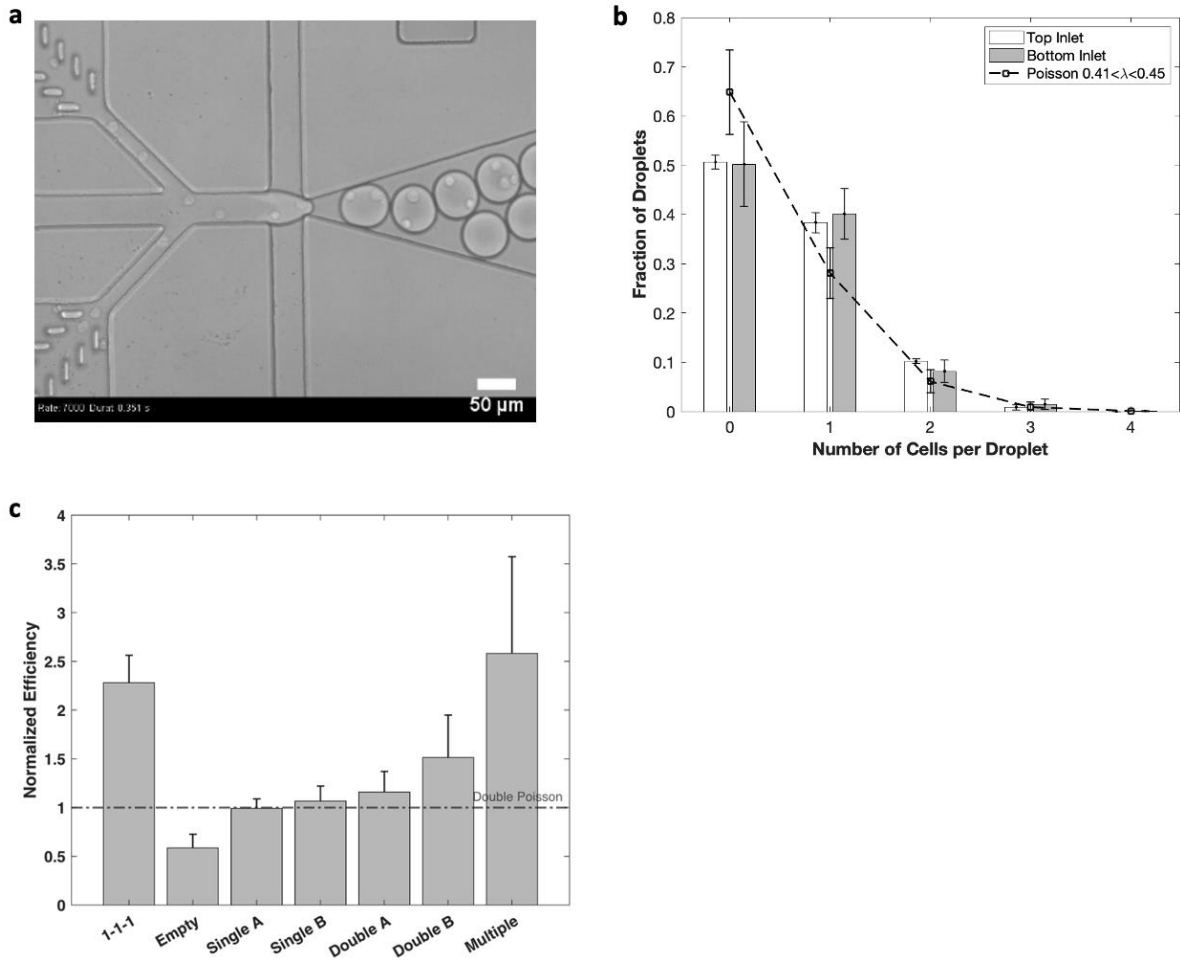 a
Rate: 7000 Durat 0.351 s
50 µm
b
0.8
0.7
0.6
0.5
0.4
0.3
0.2
0.1
0
Fraction of Droplets
Top Inlet
Bottom Inlet
Poisson 0.41<λ<0.45
0 1 2 3 4
Number of Cells per Droplet
c
4
3.5
3
2.5
2
1.5
1
0.5
0
Normalized Efficiency
Double Poisson
1-1-1 Empty Single A Single B Double A Double B Multiple